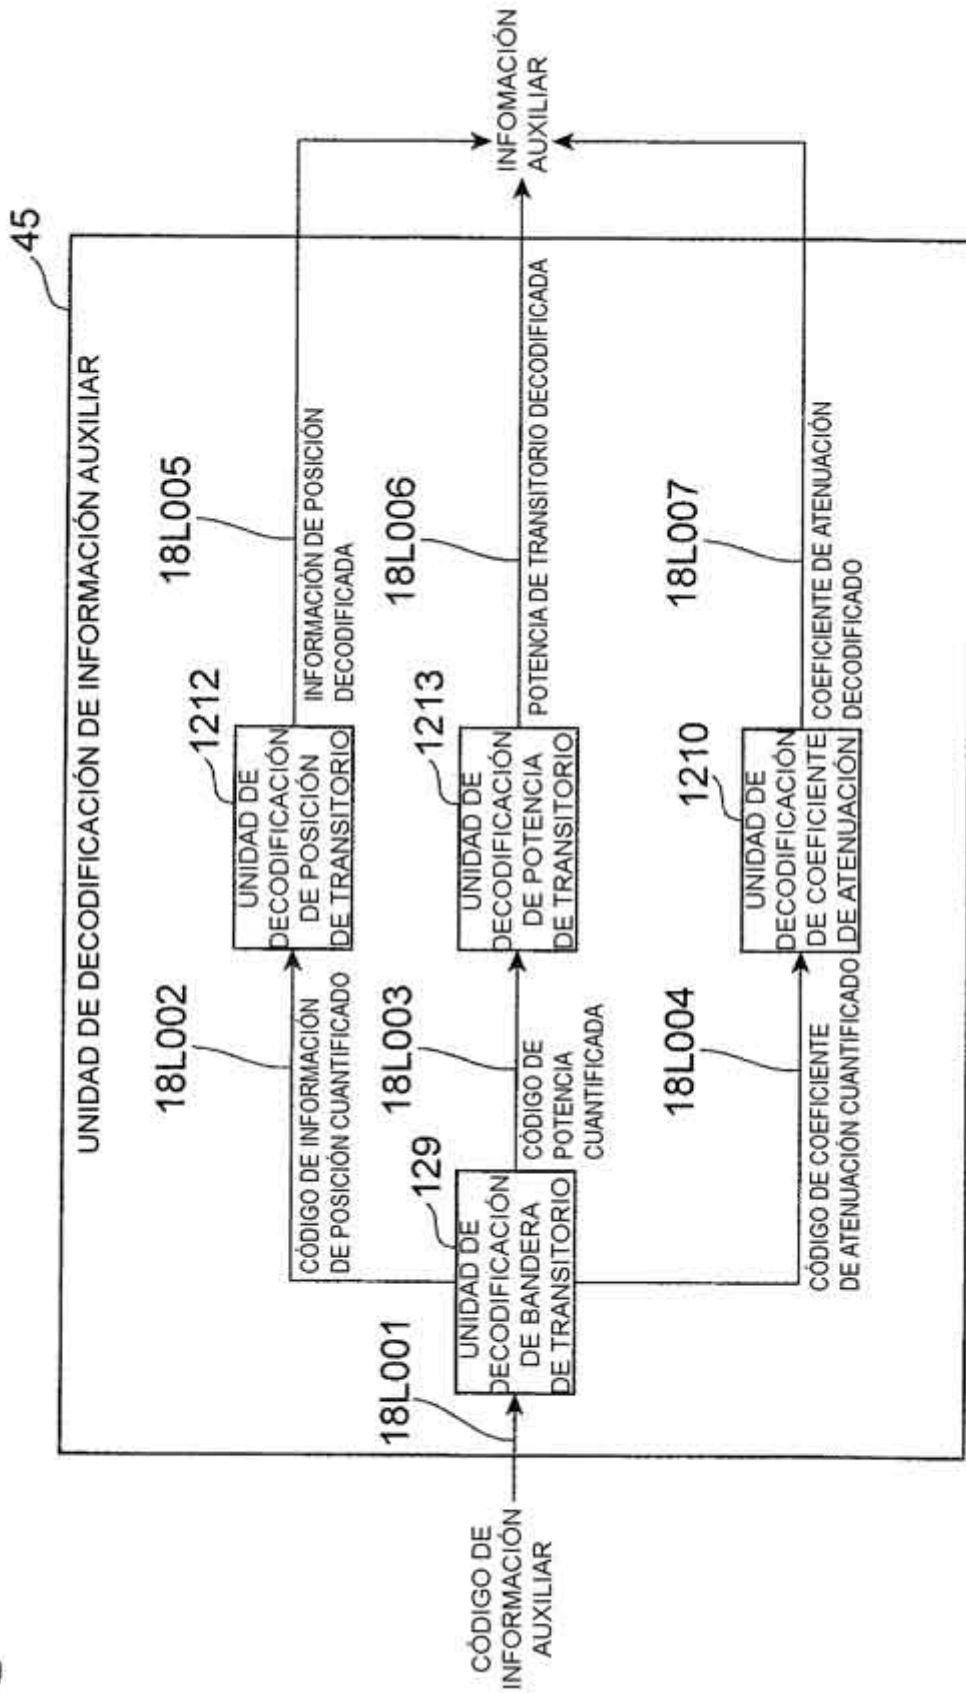 45
UNIDAD DE DECODIFICACIÓN DE INFORMACIÓN AUXILIAR
CÓDIGO DE
INFORMACIÓN
AUXILIAR
18L001
129
UNIDAD DE
DECODIFICACIÓN
DE BANDERA
DE TRANSITORIO
18L002
CÓDIGO DE INFORMACIÓN
DE POSICIÓN CUANTIFICADO
1212
UNIDAD DE
DECODIFICACIÓN
DE POSICIÓN
DE TRANSITORIO
18L005
INFORMACIÓN DE POSICIÓN
DECODIFICADA
18L003
CÓDIGO DE
POTENCIA
CUANTIFICADA
1213
UNIDAD DE
DECODIFICACIÓN
DE POTENCIA
DE TRANSITORIO
18L006
POTENCIA DE TRANSITORIO DECODIFICADA
18L004
CÓDIGO DE COEFICIENTE
DE ATENUACIÓN CUANTIFICADO
1210
UNIDAD DE
DECODIFICACIÓN
DE COEFICIENTE
DE ATENUACIÓN
18L007
COEFICIENTE DE ATENUACIÓN
DECODIFICADO
INFOMACIÓN
AUXILIAR